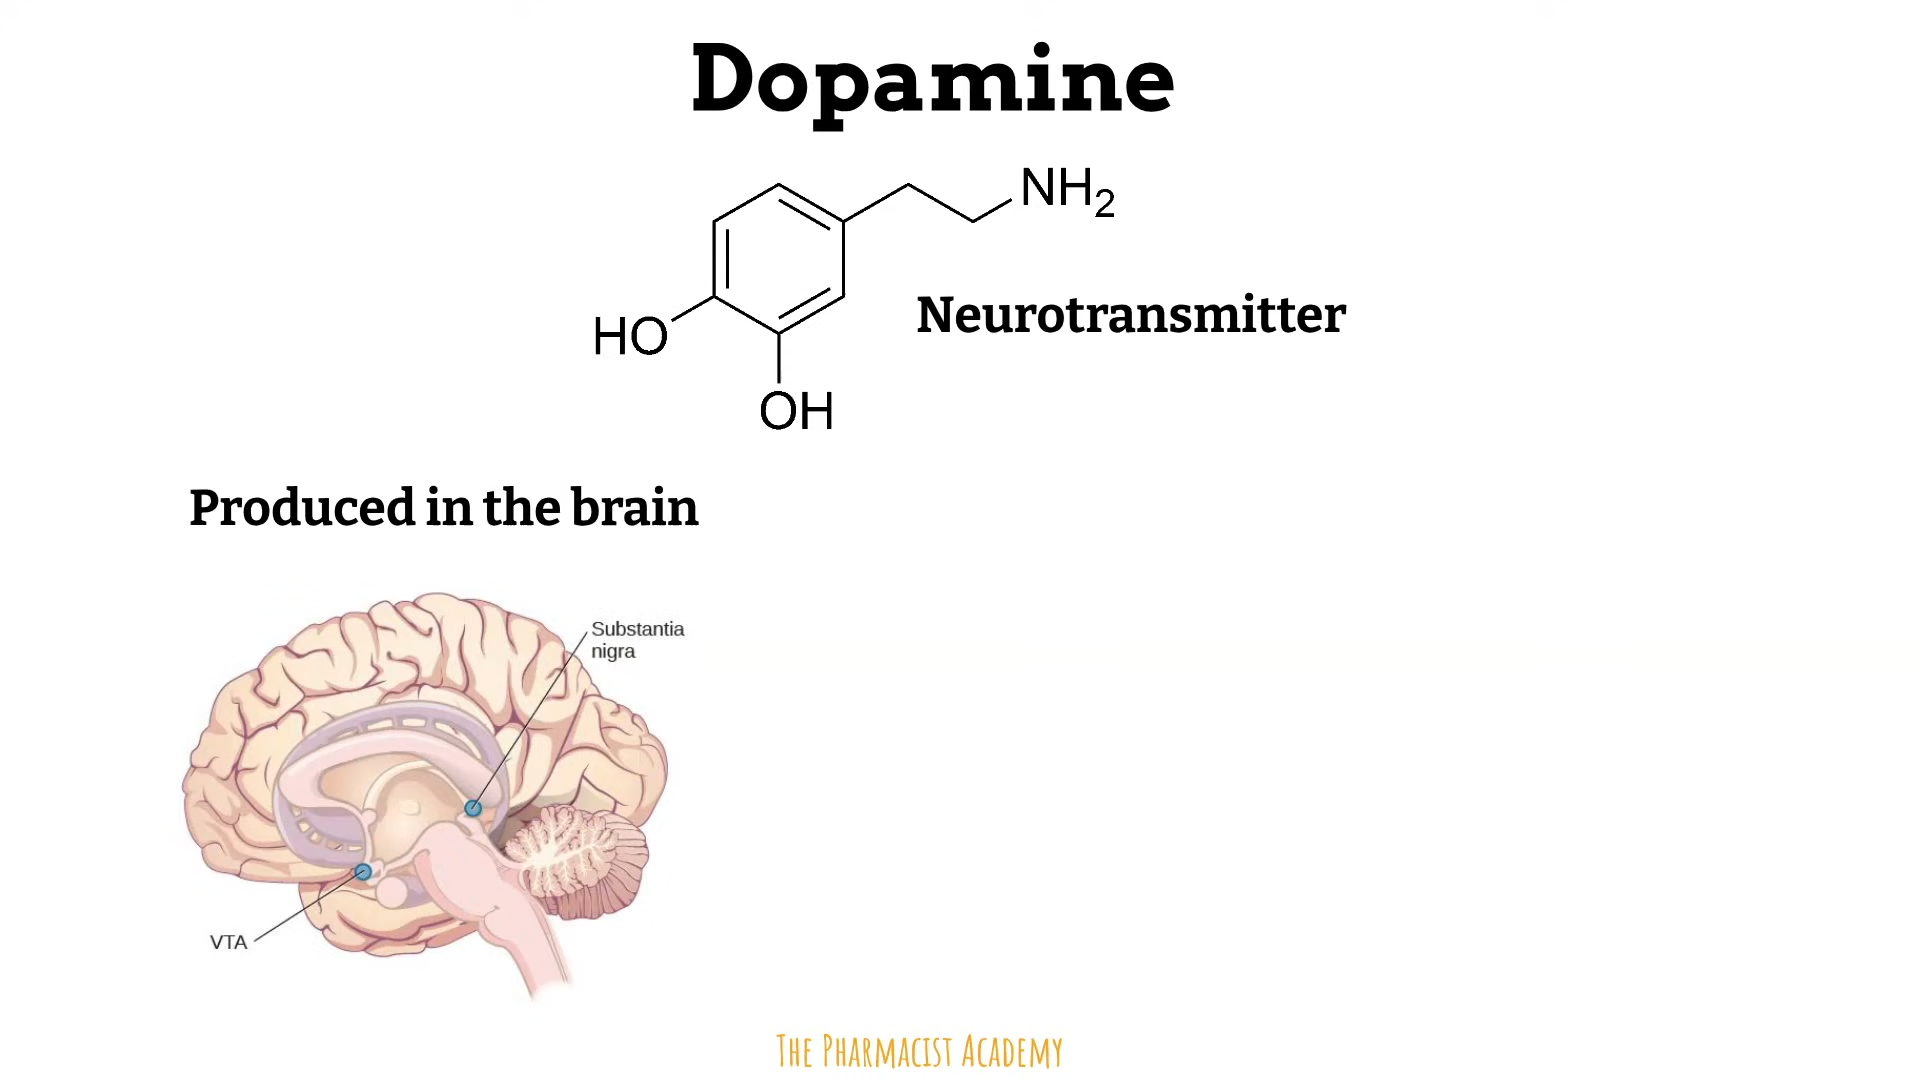 Dopamine
NH2
HO
OH
Neurotransmitter
Produced in the brain
Substantia
nigra
VTA
The Pharmacist Academy